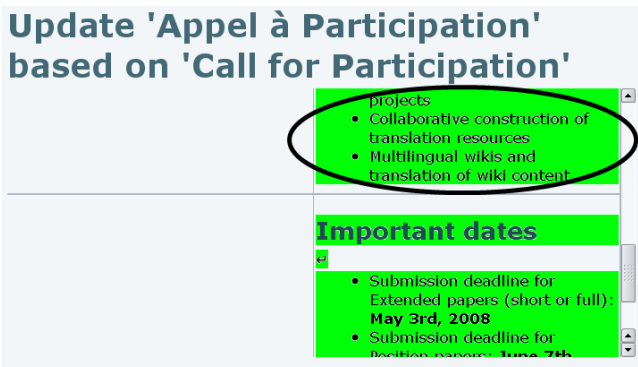 Update 'Appel à Participation'
based on 'Call for Participation'
projects
• Collaborative construction of
translation resources
• Multilingual wikis and
translation of wiki content
Important dates
↵
• Submission deadline for
Extended papers (short or full):
May 3rd, 2008
• Submission deadline for
Position papers: June 7th